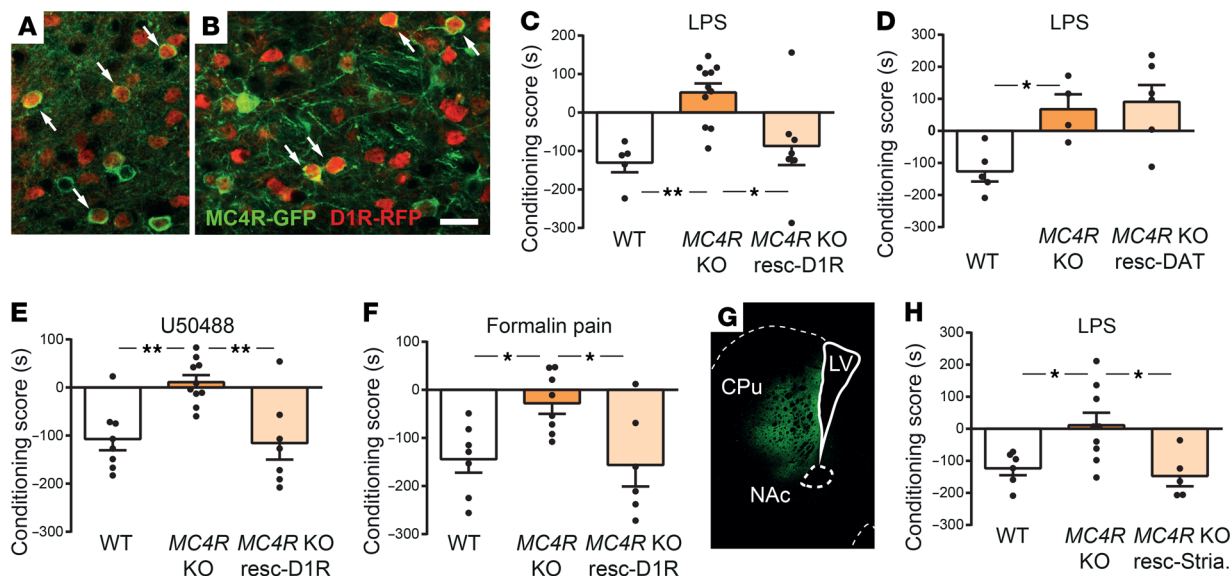 A
B
MC4R-GFP D1R-RFP
C
LPS
Conditioning score (s)
200
100
0
–100
–200
–300
**
*
WT
MC4R
KO
MC4R KO
resc-D1R
D
LPS
Conditioning score (s)
300
200
100
0
–100
–200
–300
*
WT
MC4R
KO
MC4R KO
resc-DAT
E
U50488
Conditioning score (s)
100
0
–100
–200
–300
**
**
WT
MC4R
KO
MC4R KO
resc-D1R
F
Formalin pain
Conditioning score (s)
100
0
–100
–200
–300
*
*
WT
MC4R
KO
MC4R KO
resc-D1R
G
LV
CPu
NAc
H
LPS
Conditioning score (s)
300
200
100
0
–100
–200
–300
*
*
WT
MC4R
KO
MC4R KO
resc-Stria.